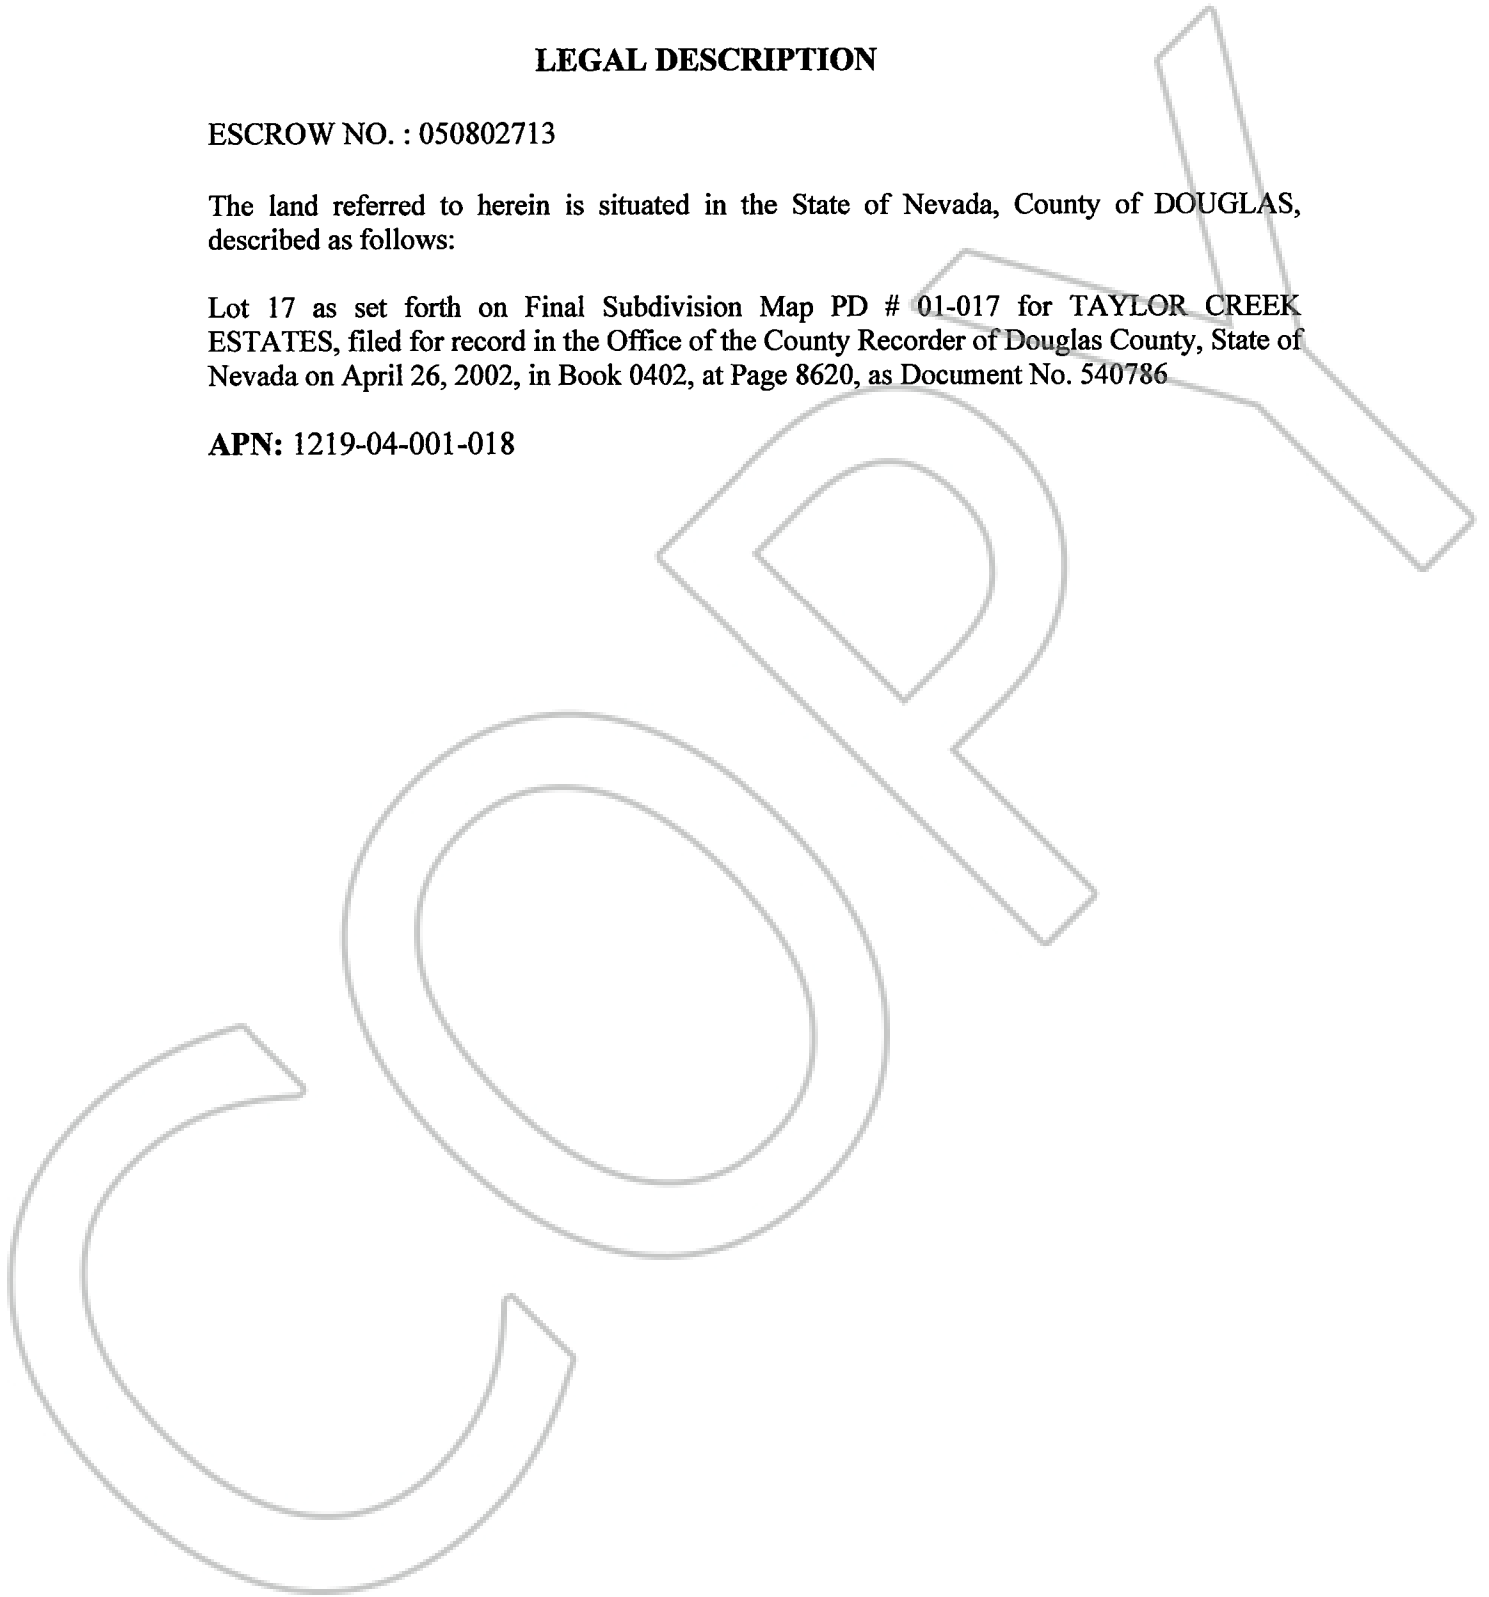 LEGAL DESCRIPTION
ESCROW NO. : 050802713
The land referred to herein is situated in the State of Nevada, County of DOUGLAS,
described as follows:
Lot 17 as set forth on Final Subdivision Map PD # 01-017 for TAYLOR CREEK
ESTATES, filed for record in the Office of the County Recorder of Douglas County, State of
Nevada on April 26, 2002, in Book 0402, at Page 8620, as Document No. 540786
APN: 1219-04-001-018
COPY